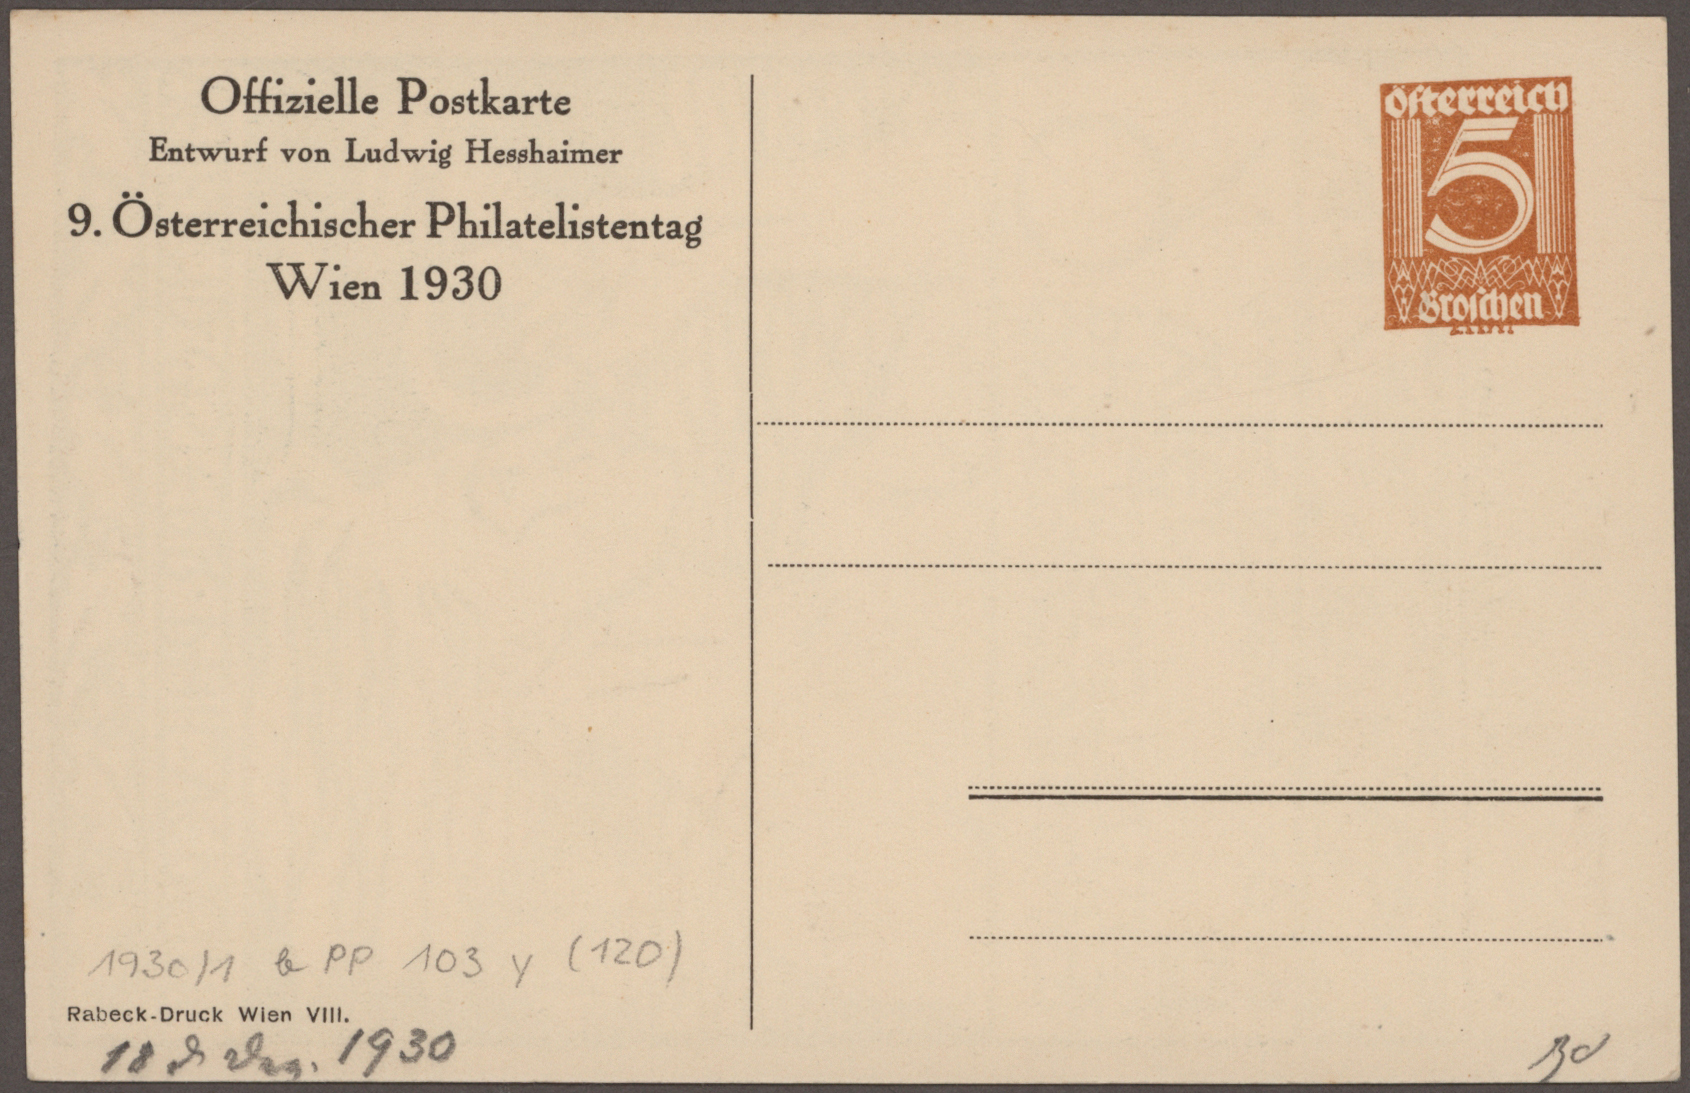 Offizielle Postkarte
Entwurf von Ludwig Hesshaimer
9. Österreichischer Philatelistentag
Wien 1930
Österreich
5
Groschen
1930/1 PP 103 y (120)
Rabeck-Druck Wien VIII.
18 1930